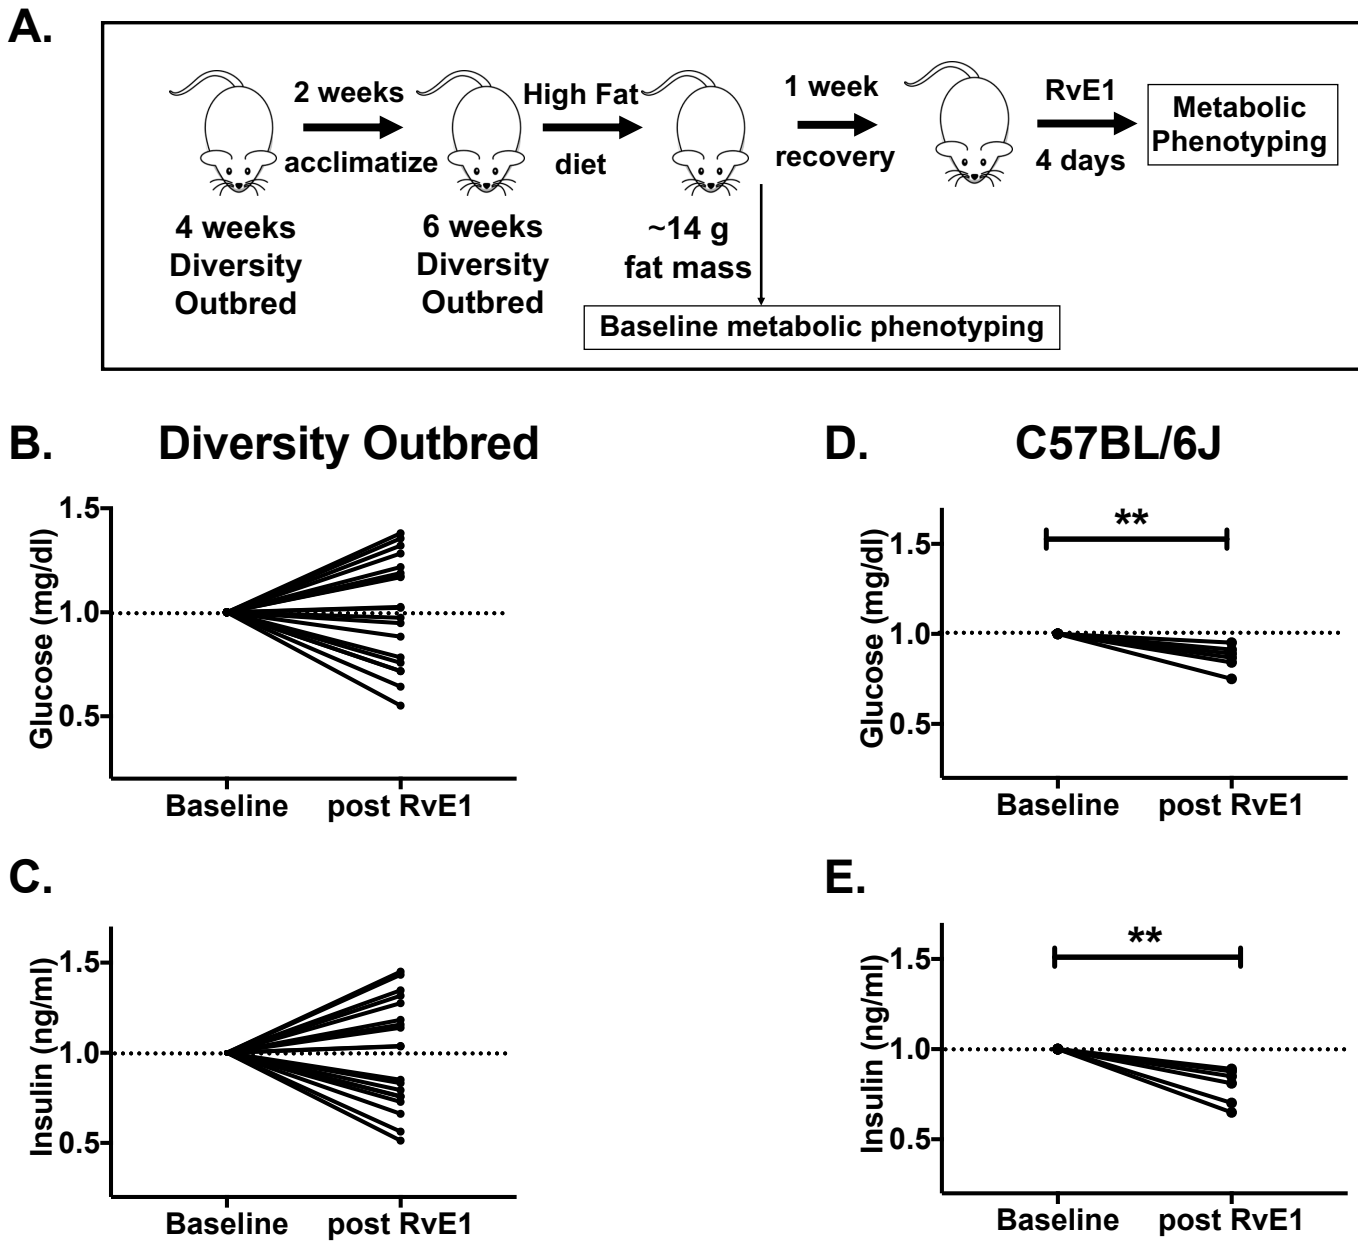 A.
2 weeks
acclimatize
High Fat
diet
1 week
recovery
RvE1
4 days
Metabolic
Phenotyping
4 weeks
Diversity
Outbred
6 weeks
Diversity
Outbred
~14 g
fat mass
Baseline metabolic phenotyping
B.
Diversity Outbred
Glucose (mg/dl)
1.5
1.0
0.5
Baseline
post RvE1
D.
C57BL/6J
**
Glucose (mg/dl)
1.5
1.0
0.5
Baseline
post RvE1
C.
Insulin (ng/ml)
1.5
1.0
0.5
Baseline
post RvE1
E.
**
Insulin (ng/ml)
1.5
1.0
0.5
Baseline
post RvE1